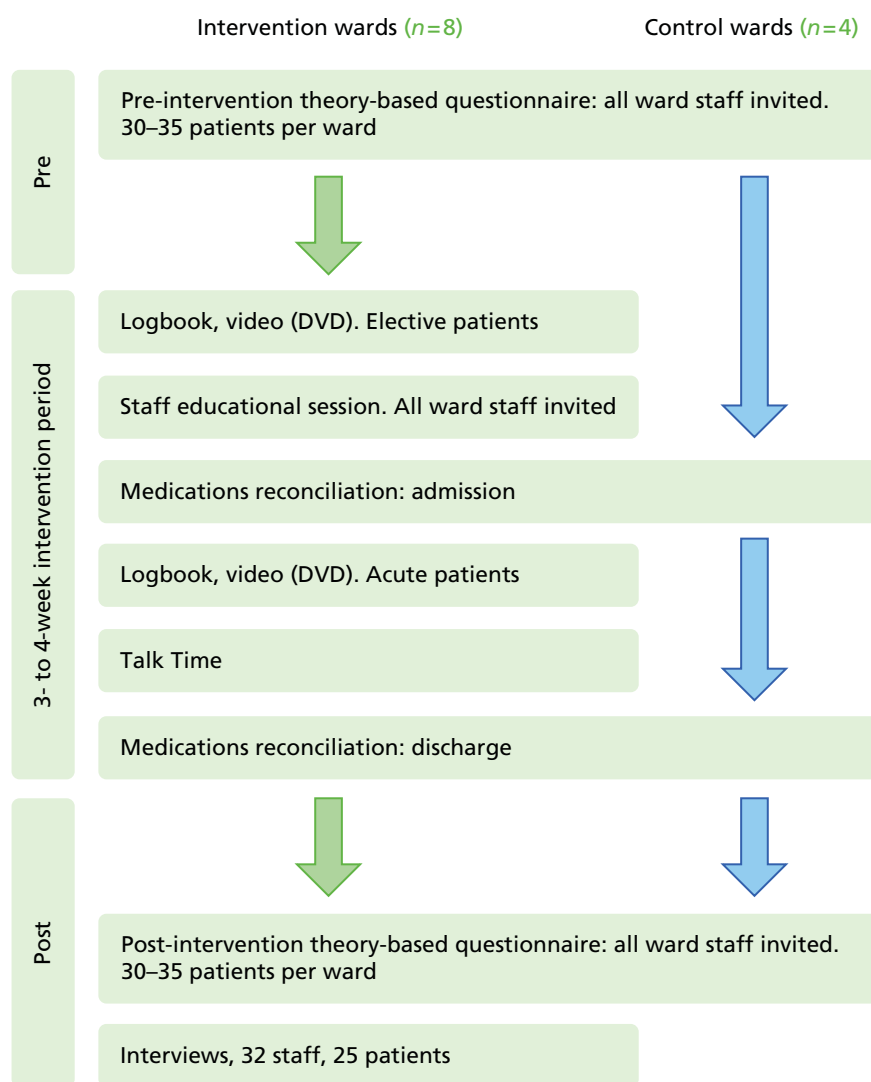 Intervention wards (n=8)
Control wards (n=4)
Pre
Pre-intervention theory-based questionnaire: all ward staff invited.
30–35 patients per ward
3- to 4-week intervention period
Logbook, video (DVD). Elective patients
Staff educational session. All ward staff invited
Medications reconciliation: admission
Logbook, video (DVD). Acute patients
Talk Time
Medications reconciliation: discharge
Post
Post-intervention theory-based questionnaire: all ward staff invited.
30–35 patients per ward
Interviews, 32 staff, 25 patients